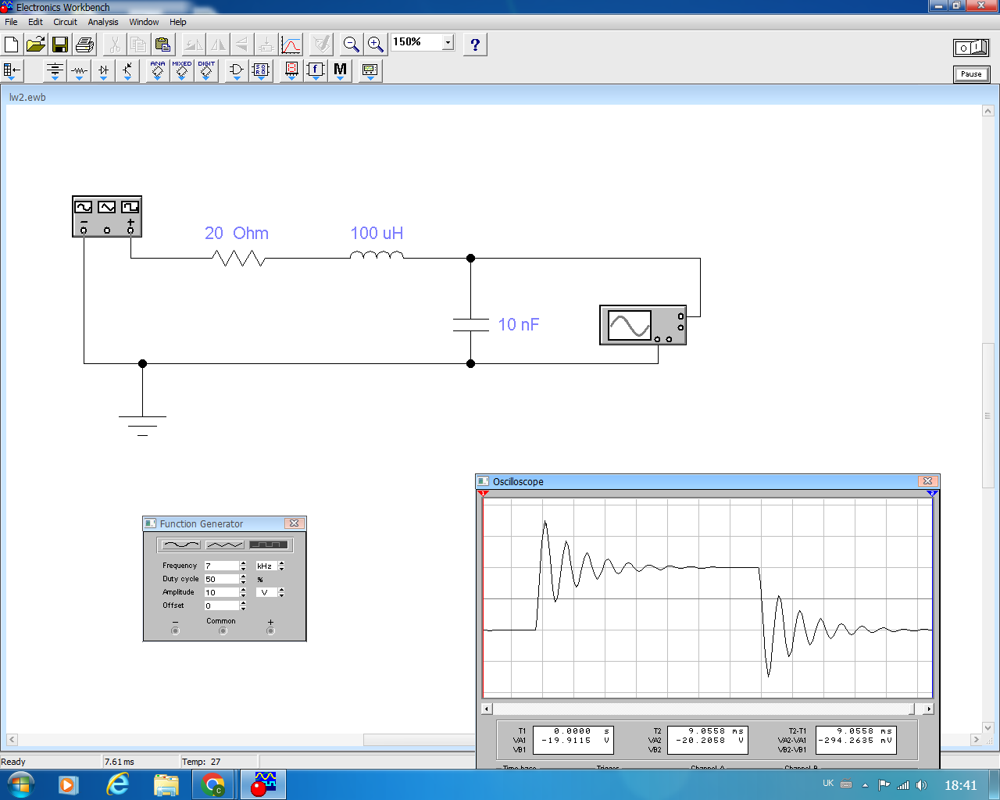 Electronics Workbench
File Edit Circuit Analysis Window Help
150%
?
0 1
ANA MIXED DIGIT
f
M
Pause
lw2.ewb
20 Ohm
100 uH
10 nF
Oscilloscope
1
2
Function Generator
Frequency 7 kHz
Duty cycle 50 %
Amplitude 10 V
Offset 0
− Common +
T1 0.0000 s
VA1 -19.9115 V
VB1
T2 9.0558 ms
VA2 -20.2058 V
VB2
T2-T1 9.0558 ms
VA2-VA1 -294.2635 mV
VB2-VB1
Time base Trigger Channel A Channel B
Ready 7.61 ms Temp: 27
UK 18:41